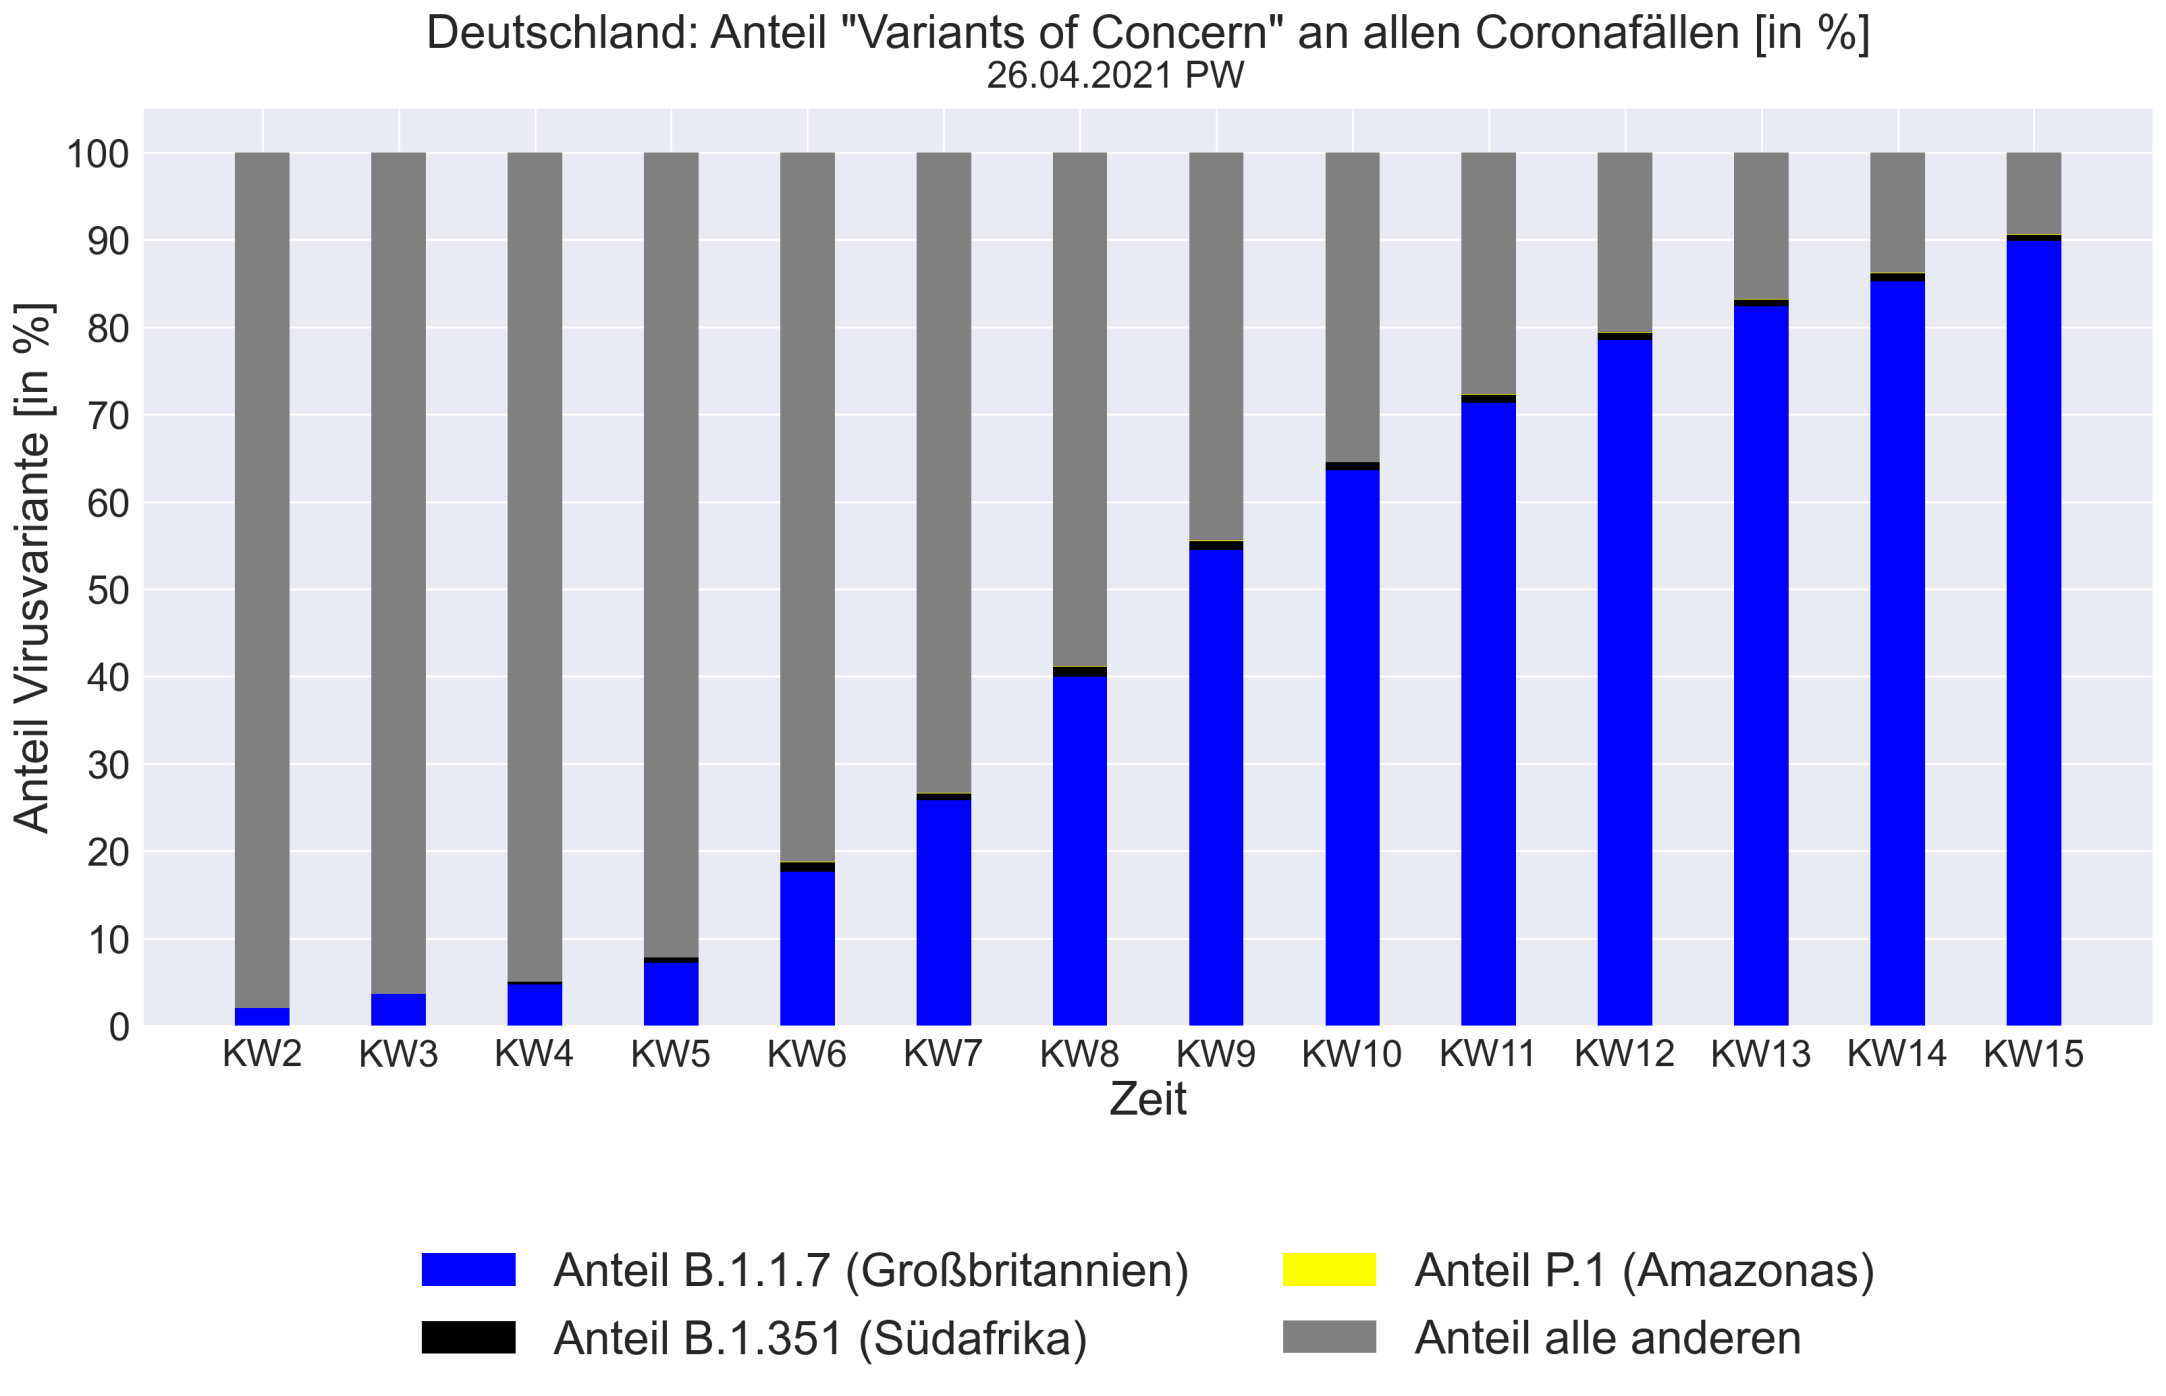 Deutschland: Anteil "Variants of Concern" an allen Coronafällen [in %]
26.04.2021 PW
Anteil Virusvariante [in %]
100
90
80
70
60
50
40
30
20
10
0
KW2 KW3 KW4 KW5 KW6 KW7 KW8 KW9 KW10 KW11 KW12 KW13 KW14 KW15
Zeit
Anteil B.1.1.7 (Großbritannien)
Anteil B.1.351 (Südafrika)
Anteil P.1 (Amazonas)
Anteil alle anderen